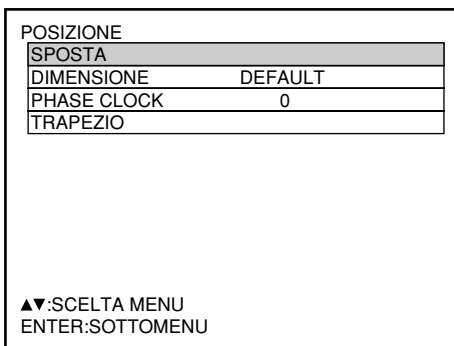 POSIZIONE
SPOSTA
DIMENSIONE DEFAULT
PHASE CLOCK 0
TRAPEZIO
▲▼:SCELTA MENU
ENTER:SOTTOMENU